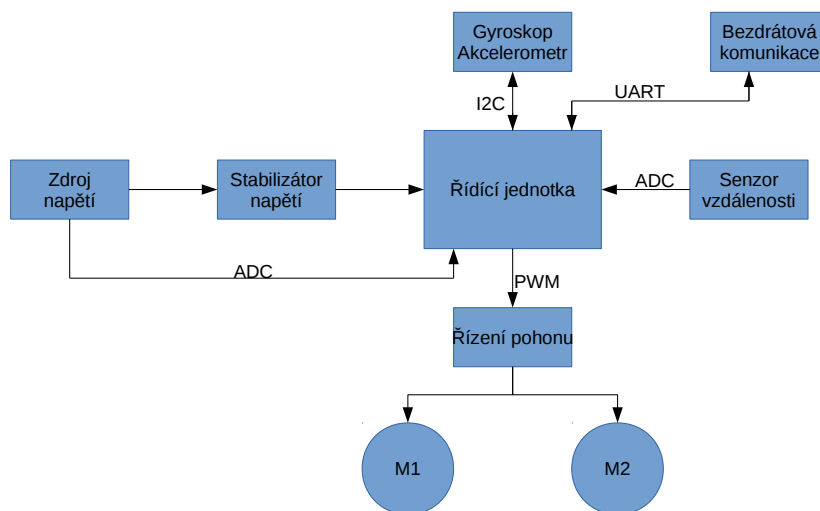 Gyroskop
Akcelerometr
Bezdrátová
komunikace
I2C
UART
Zdroj
napětí
Stabilizátor
napětí
Řídící jednotka
ADC
Senzor
vzdálenosti
ADC
PWM
Řízení pohonu
M1
M2